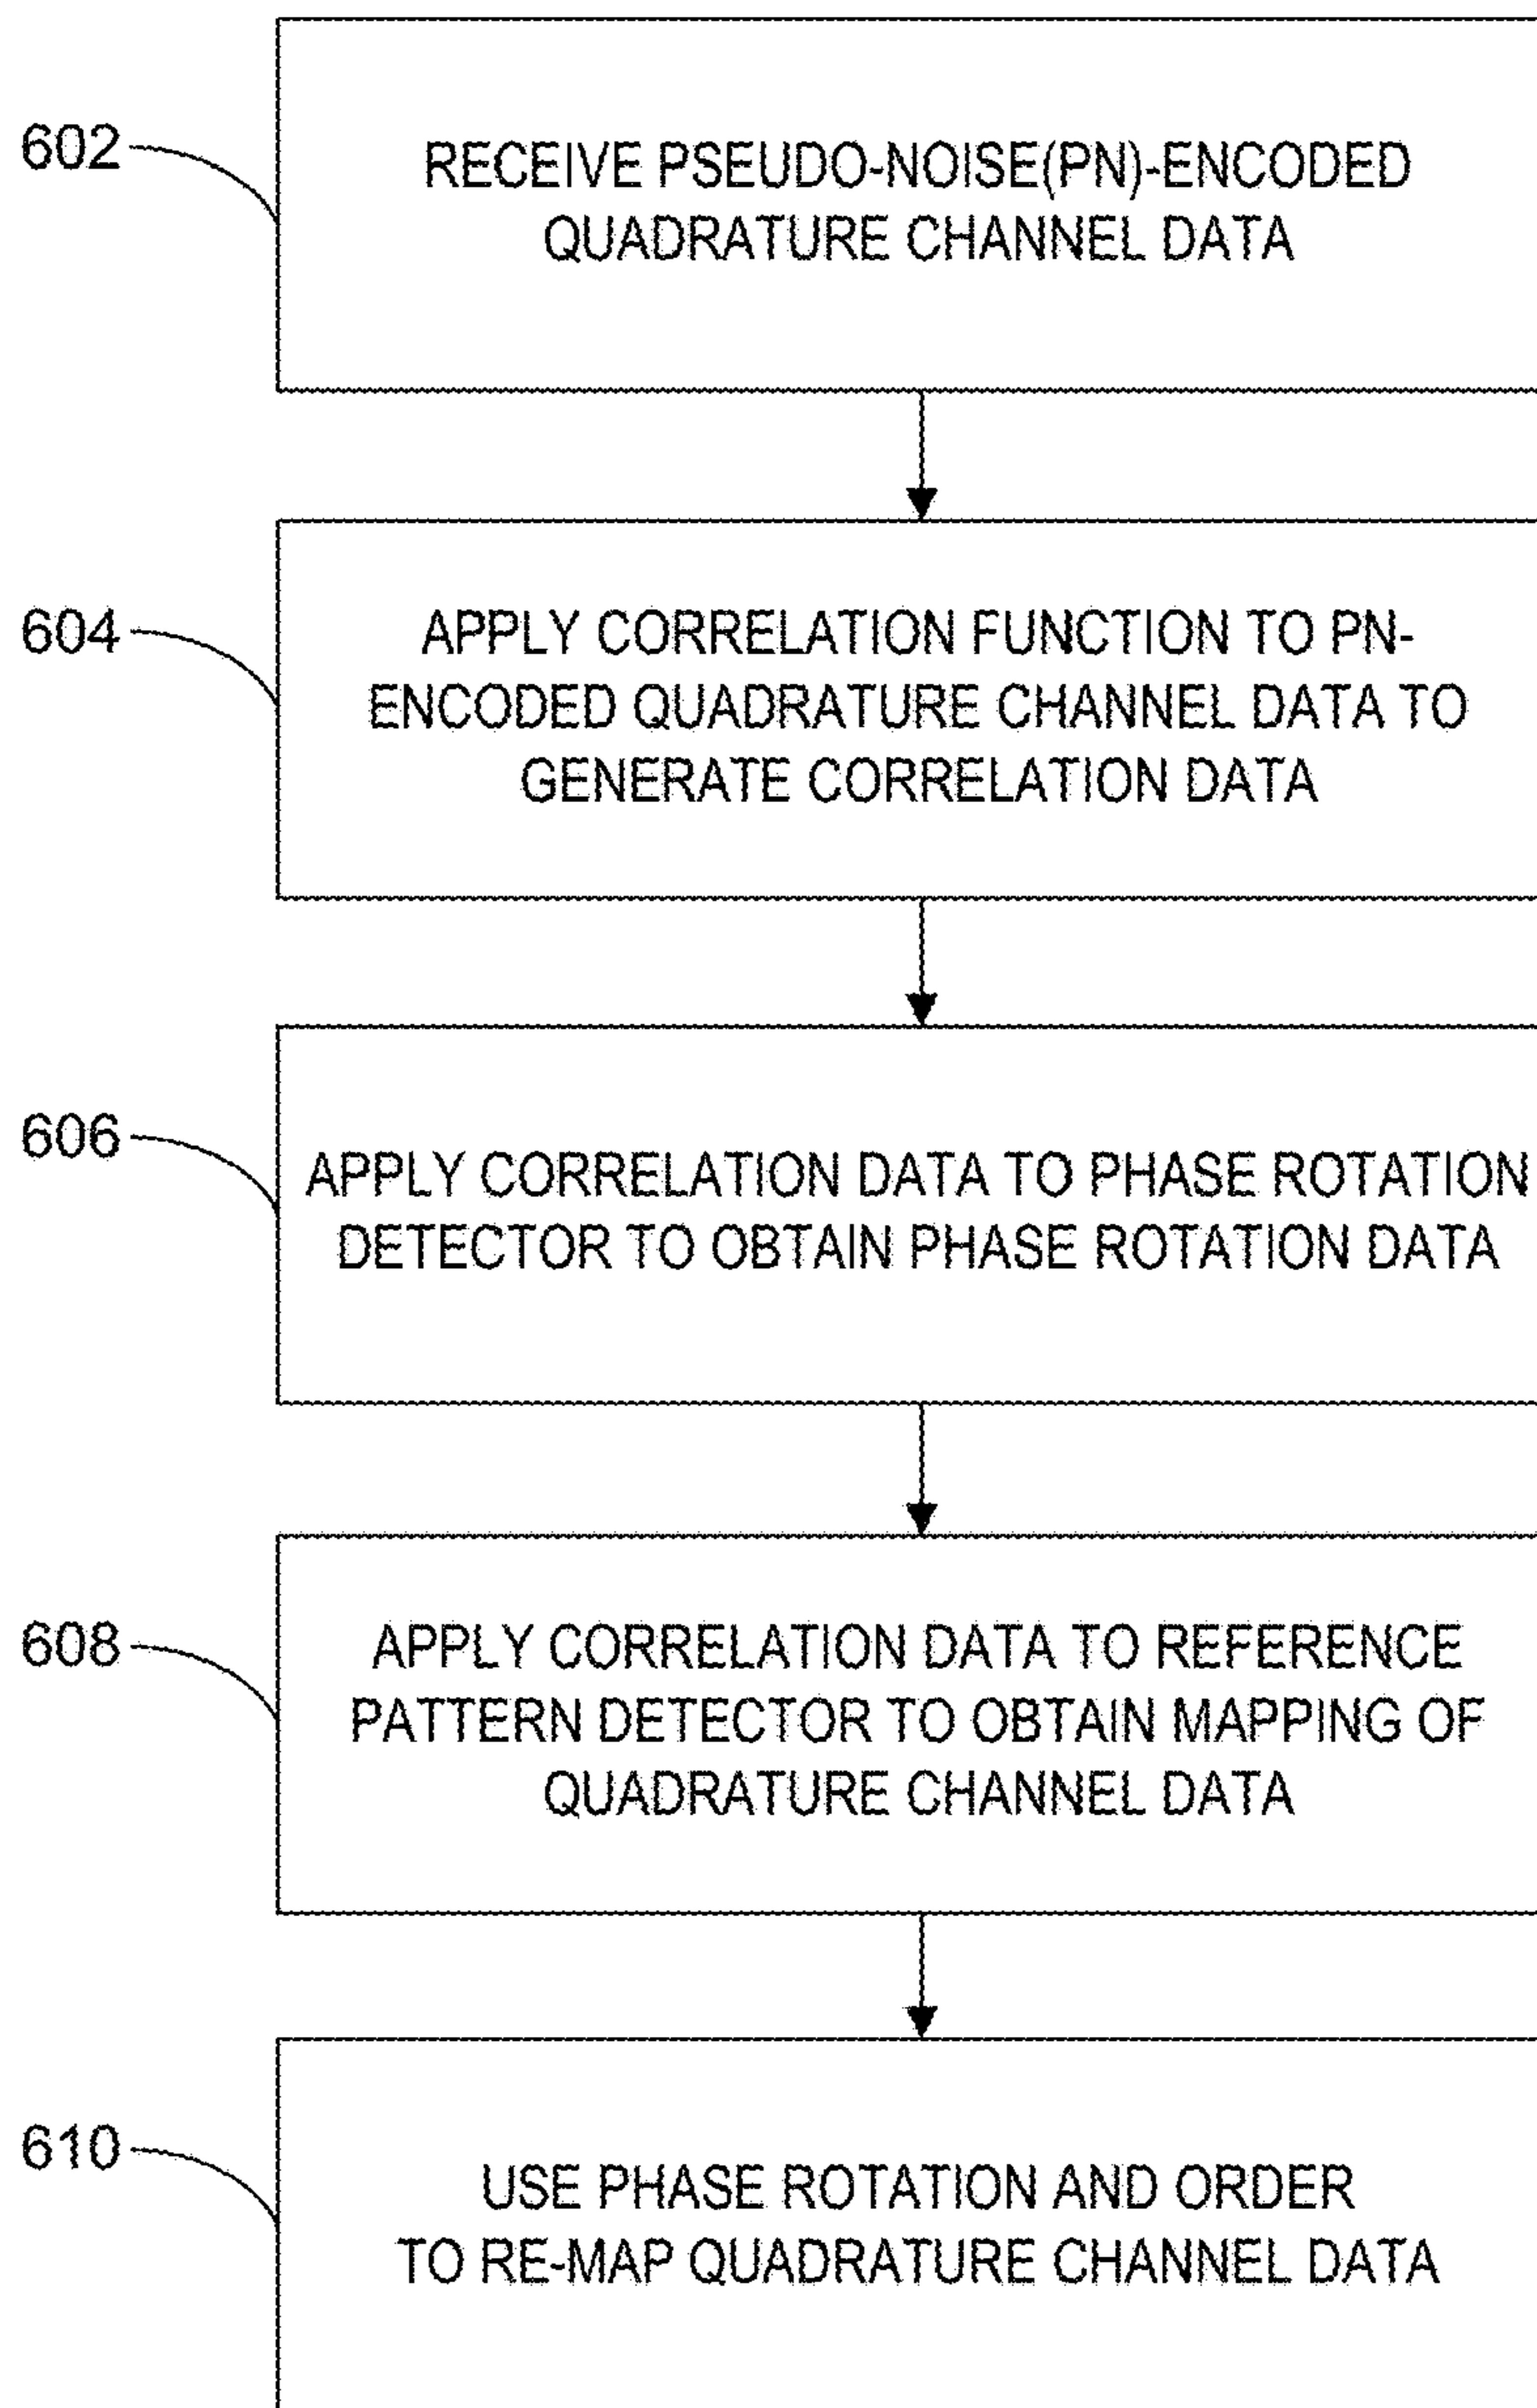 602
RECEIVE PSEUDO-NOISE(PN)-ENCODED
QUADRATURE CHANNEL DATA
604
APPLY CORRELATION FUNCTION TO PN-
ENCODED QUADRATURE CHANNEL DATA TO
GENERATE CORRELATION DATA
606
APPLY CORRELATION DATA TO PHASE ROTATION
DETECTOR TO OBTAIN PHASE ROTATION DATA
608
APPLY CORRELATION DATA TO REFERENCE
PATTERN DETECTOR TO OBTAIN MAPPING OF
QUADRATURE CHANNEL DATA
610
USE PHASE ROTATION AND ORDER
TO RE-MAP QUADRATURE CHANNEL DATA